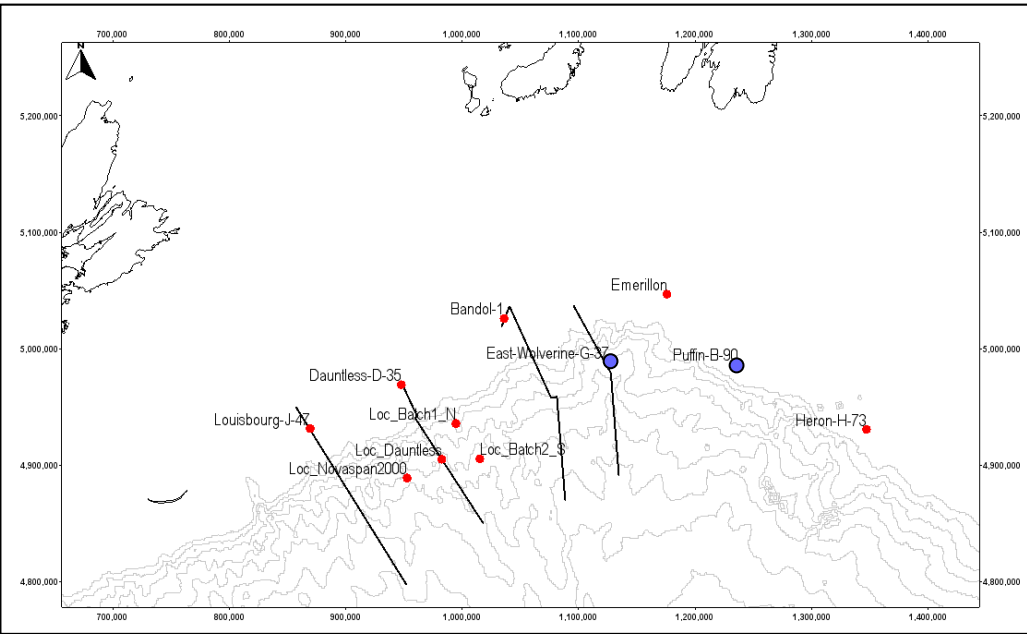 700,000 800,000 900,000 1,000,000 1,100,000 1,200,000 1,300,000 1,400,000
N
5,200,000 5,200,000
5,100,000 5,100,000
Emerillon
Bandol-1
5,000,000 5,000,000
East-Wolverine-G-37 Puffin-B-90
Dauntless-D-35
Louisbourg-J-47 Loc_Batch1_N Heron-H-73
Loc_Dauntless Loc_Batch2_S
4,900,000 4,900,000
Loc_Novaspan2000
4,800,000 4,800,000
700,000 800,000 900,000 1,000,000 1,100,000 1,200,000 1,300,000 1,400,000